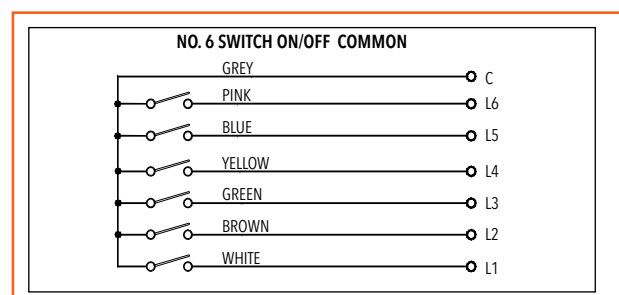 NO. 6 SWITCH ON/OFF COMMON
GREY C
PINK L6
BLUE L5
YELLOW L4
GREEN L3
BROWN L2
WHITE L1